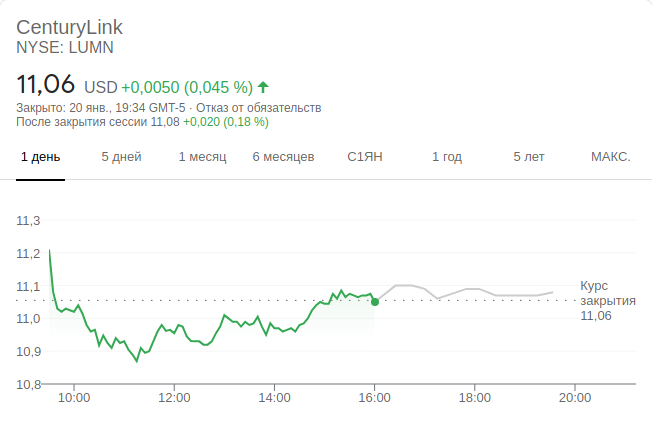 CenturyLink
NYSE: LUMN
11,06 USD +0,0050 (0,045 %)
Закрыто: 20 янв., 19:34 GMT-5 · Отказ от обязательств
После закрытия сессии 11,08 +0,020 (0,18 %)
1 день 5 дней 1 месяц 6 месяцев С1ЯН 1 год 5 лет МАКС.
11,3
11,2
11,1
11,0
10,9
10,8
Курс
закрытия
11,06
10:00 12:00 14:00 16:00 18:00 20:00